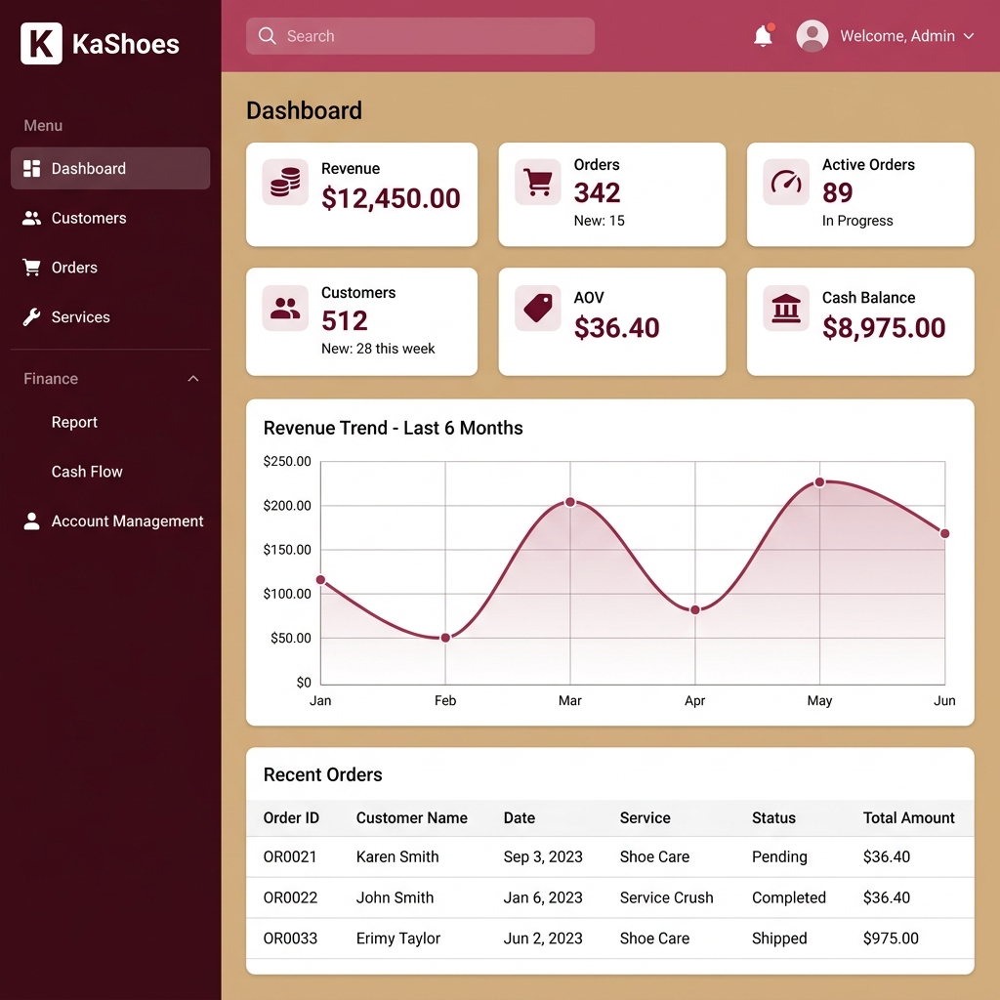 K KaShoes
Search
Welcome, Admin
Menu
Dashboard
Customers
Orders
Services
Finance
Report
Cash Flow
Account Management
Dashboard
Revenue
$12,450.00
Orders
342
New: 15
Active Orders
89
In Progress
Customers
512
New: 28 this week
AOV
$36.40
Cash Balance
$8,975.00
Revenue Trend - Last 6 Months
$250.00
$200.00
$150.00
$100.00
$50.00
$0
Jan Feb Mar Apr May Jun
Recent Orders
Order ID Customer Name Date Service Status Total Amount
OR0021 Karen Smith Sep 3, 2023 Shoe Care Pending $36.40
OR0022 John Smith Jan 6, 2023 Service Crush Completed $36.40
OR0033 Erimy Taylor Jun 2, 2023 Shoe Care Shipped $975.00